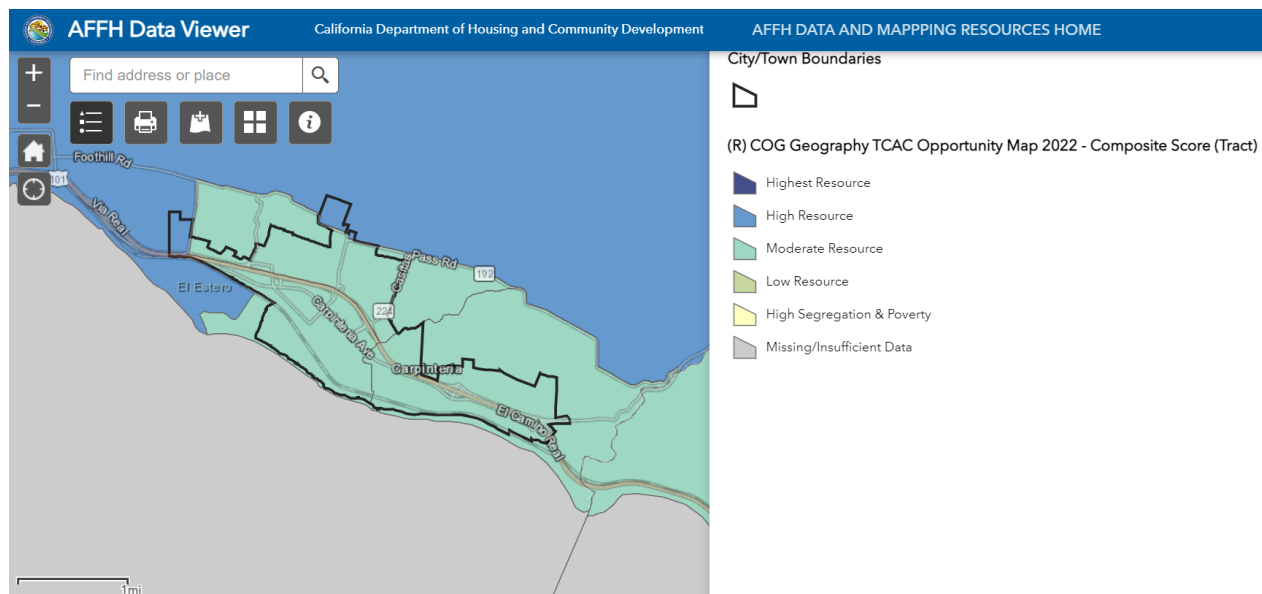 AFFH Data Viewer
California Department of Housing and Community Development
AFFH DATA AND MAPPPING RESOURCES HOME
+
Find address or place
−
Foothill Rd
101
Via Real
El Estero
Pass Rd
192
Casitas
224
Carpinteria Ave
Carpinteria
El Camino Real
1mi
City/Town Boundaries
(R) COG Geography TCAC Opportunity Map 2022 - Composite Score (Tract)
Highest Resource
High Resource
Moderate Resource
Low Resource
High Segregation & Poverty
Missing/Insufficient Data